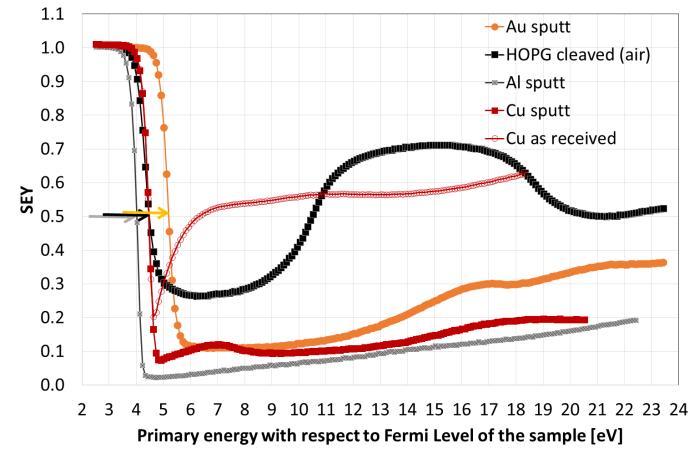 1.1
1.0
0.9
0.8
0.7
0.6
0.5
0.4
0.3
0.2
0.1
0.0
SEY
Au sputt
HOPG cleaved (air)
Al sputt
Cu sputt
Cu as received
2 3 4 5 6 7 8 9 10 11 12 13 14 15 16 17 18 19 20 21 22 23 24
Primary energy with respect to Fermi Level of the sample [eV]